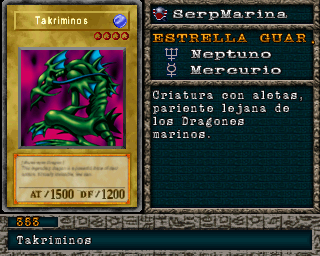 Takriminos
AT/1500 DF/1200
SerpMarina
ESTRELLA GUAR.
Neptuno
Mercurio
Criatura con aletas,
pariente lejana de
los Dragones
marinos.
353
Takriminos